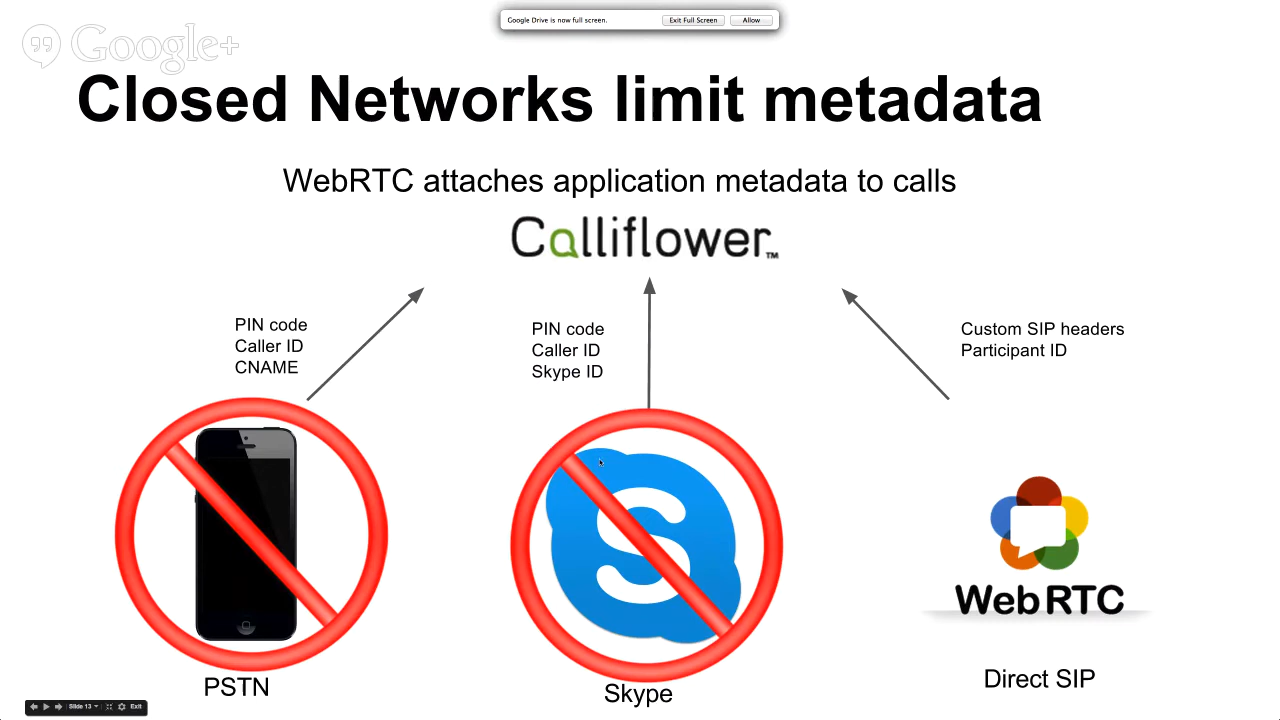 Google Drive is now full screen. Exit Full Screen Allow
Google+
Closed Networks limit metadata
WebRTC attaches application metadata to calls
Calliflower™
PIN code
Caller ID
CNAME
PIN code
Caller ID
Skype ID
Custom SIP headers
Participant ID
S
WebRTC
PSTN
Skype
Direct SIP
Slide 13 Exit